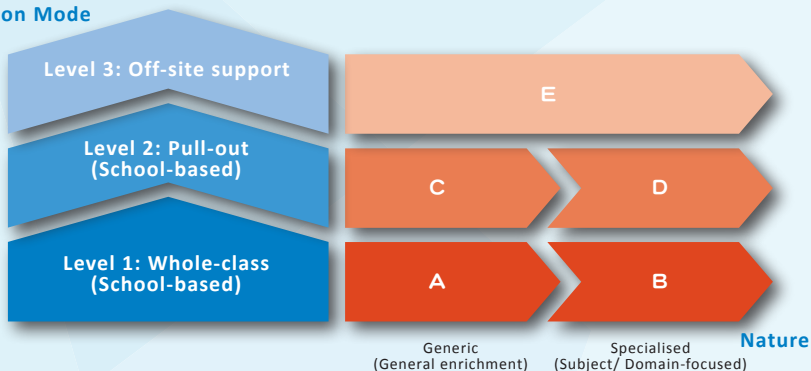 on Mode
Level 3: Off-site support
E
Level 2: Pull-out
(School-based)
C
D
Level 1: Whole-class
(School-based)
A
B
Nature
Generic
(General enrichment)
Specialised
(Subject/ Domain-focused)